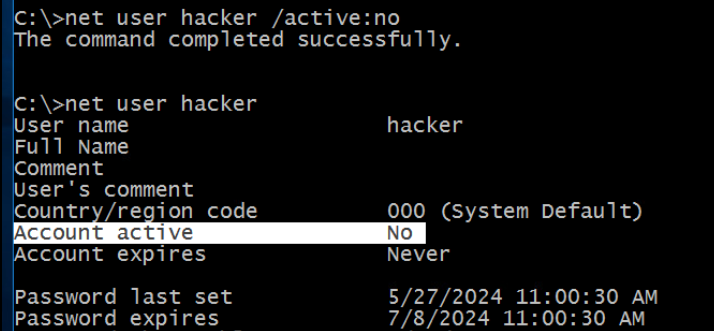 C:\>net user hacker /active:no
The command completed successfully.
C:\>net user hacker
User name hacker
Full Name
Comment
User's comment
Country/region code 000 (System Default)
Account active No
Account expires Never
Password last set 5/27/2024 11:00:30 AM
Password expires 7/8/2024 11:00:30 AM